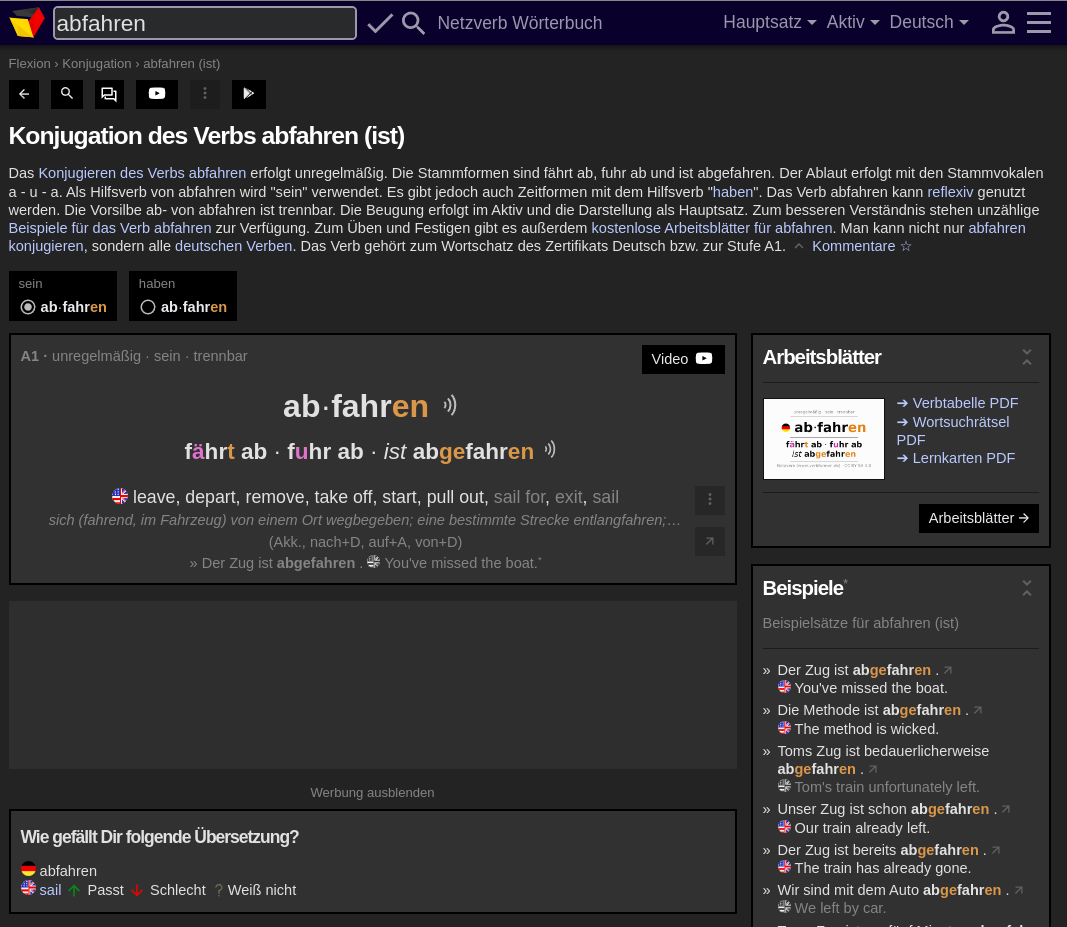 abfahren
Netzverb Wörterbuch
Hauptsatz
Aktiv
Deutsch
Flexion › Konjugation › abfahren (ist)
Konjugation des Verbs abfahren (ist)
Das Konjugieren des Verbs abfahren erfolgt unregelmäßig. Die Stammformen sind fährt ab, fuhr ab und ist abgefahren. Der Ablaut erfolgt mit den Stammvokalen
a - u - a. Als Hilfsverb von abfahren wird "sein" verwendet. Es gibt jedoch auch Zeitformen mit dem Hilfsverb "haben". Das Verb abfahren kann reflexiv genutzt
werden. Die Vorsilbe ab- von abfahren ist trennbar. Die Beugung erfolgt im Aktiv und die Darstellung als Hauptsatz. Zum besseren Verständnis stehen unzählige
Beispiele für das Verb abfahren zur Verfügung. Zum Üben und Festigen gibt es außerdem kostenlose Arbeitsblätter für abfahren. Man kann nicht nur abfahren
konjugieren, sondern alle deutschen Verben. Das Verb gehört zum Wortschatz des Zertifikats Deutsch bzw. zur Stufe A1. Kommentare ☆
sein
ab·fahren
haben
ab·fahren
A1 · unregelmäßig · sein · trennbar
Video
ab·fahren
fährt ab · fuhr ab · ist abgefahren
leave, depart, remove, take off, start, pull out, sail for, exit, sail
sich (fahrend, im Fahrzeug) von einem Ort wegbegeben; eine bestimmte Strecke entlangfahren;…
(Akk., nach+D, auf+A, von+D)
» Der Zug ist abgefahren . You've missed the boat.*
Werbung ausblenden
Wie gefällt Dir folgende Übersetzung?
abfahren
sail Passt Schlecht ? Weiß nicht
Arbeitsblätter
unregelmäßig · sein · trennbar
ab·fahren
fährt ab · fuhr ab
ist abgefahren
➔ Verbtabelle PDF
➔ Wortsuchrätsel
PDF
➔ Lernkarten PDF
Arbeitsblätter
Beispiele*
Beispielsätze für abfahren (ist)
» Der Zug ist abgefahren .
You've missed the boat.
» Die Methode ist abgefahren .
The method is wicked.
» Toms Zug ist bedauerlicherweise
abgefahren .
Tom's train unfortunately left.
» Unser Zug ist schon abgefahren .
Our train already left.
» Der Zug ist bereits abgefahren .
The train has already gone.
» Wir sind mit dem Auto abgefahren .
We left by car.